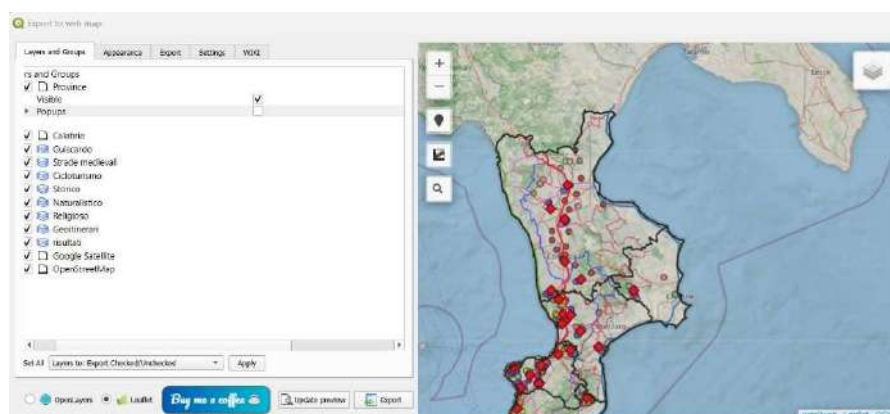 Export to web map
Layers and Groups Appearance Export Settings WIKI
rs and Groups
Province
Visible
Popups
Calabria
Guiscardo
Strade medievali
Cicloturismo
Storico
Naturalistico
Religioso
Geoitinerari
risultati
Google Satellite
OpenStreetMap
Set All Layers to: Export Checked/Unchecked Apply
OpenLayers Leaflet Buy me a coffee Update preview Export